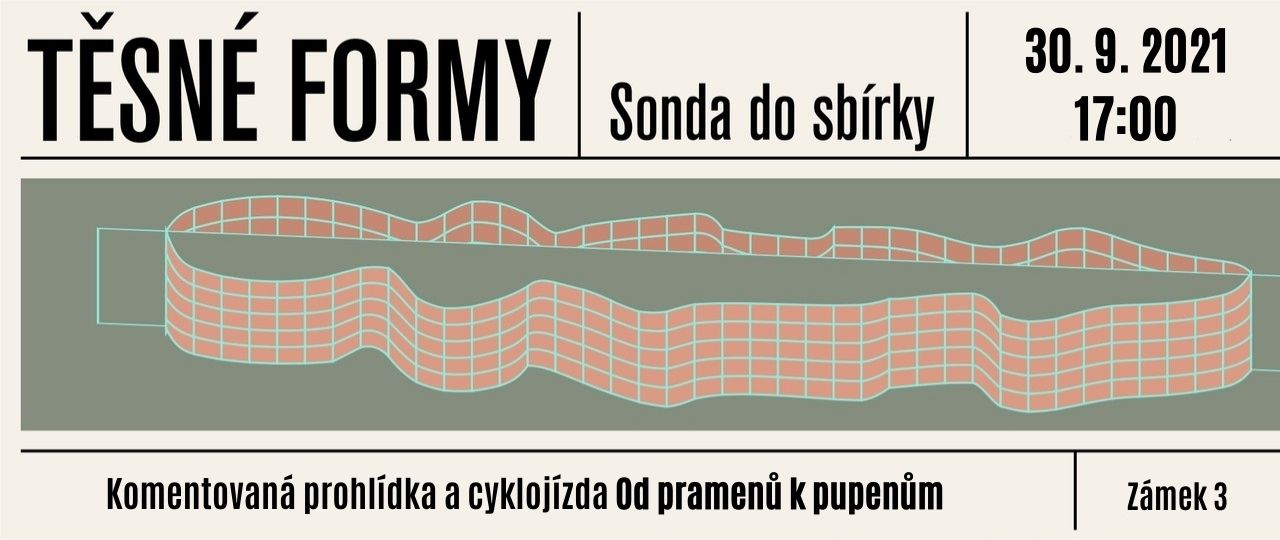 TĚSNÉ FORMY
Sonda do sbírky
30. 9. 2021
17:00
Komentovaná prohlídka a cyklojízda Od pramenů k pupenům
Zámek 3